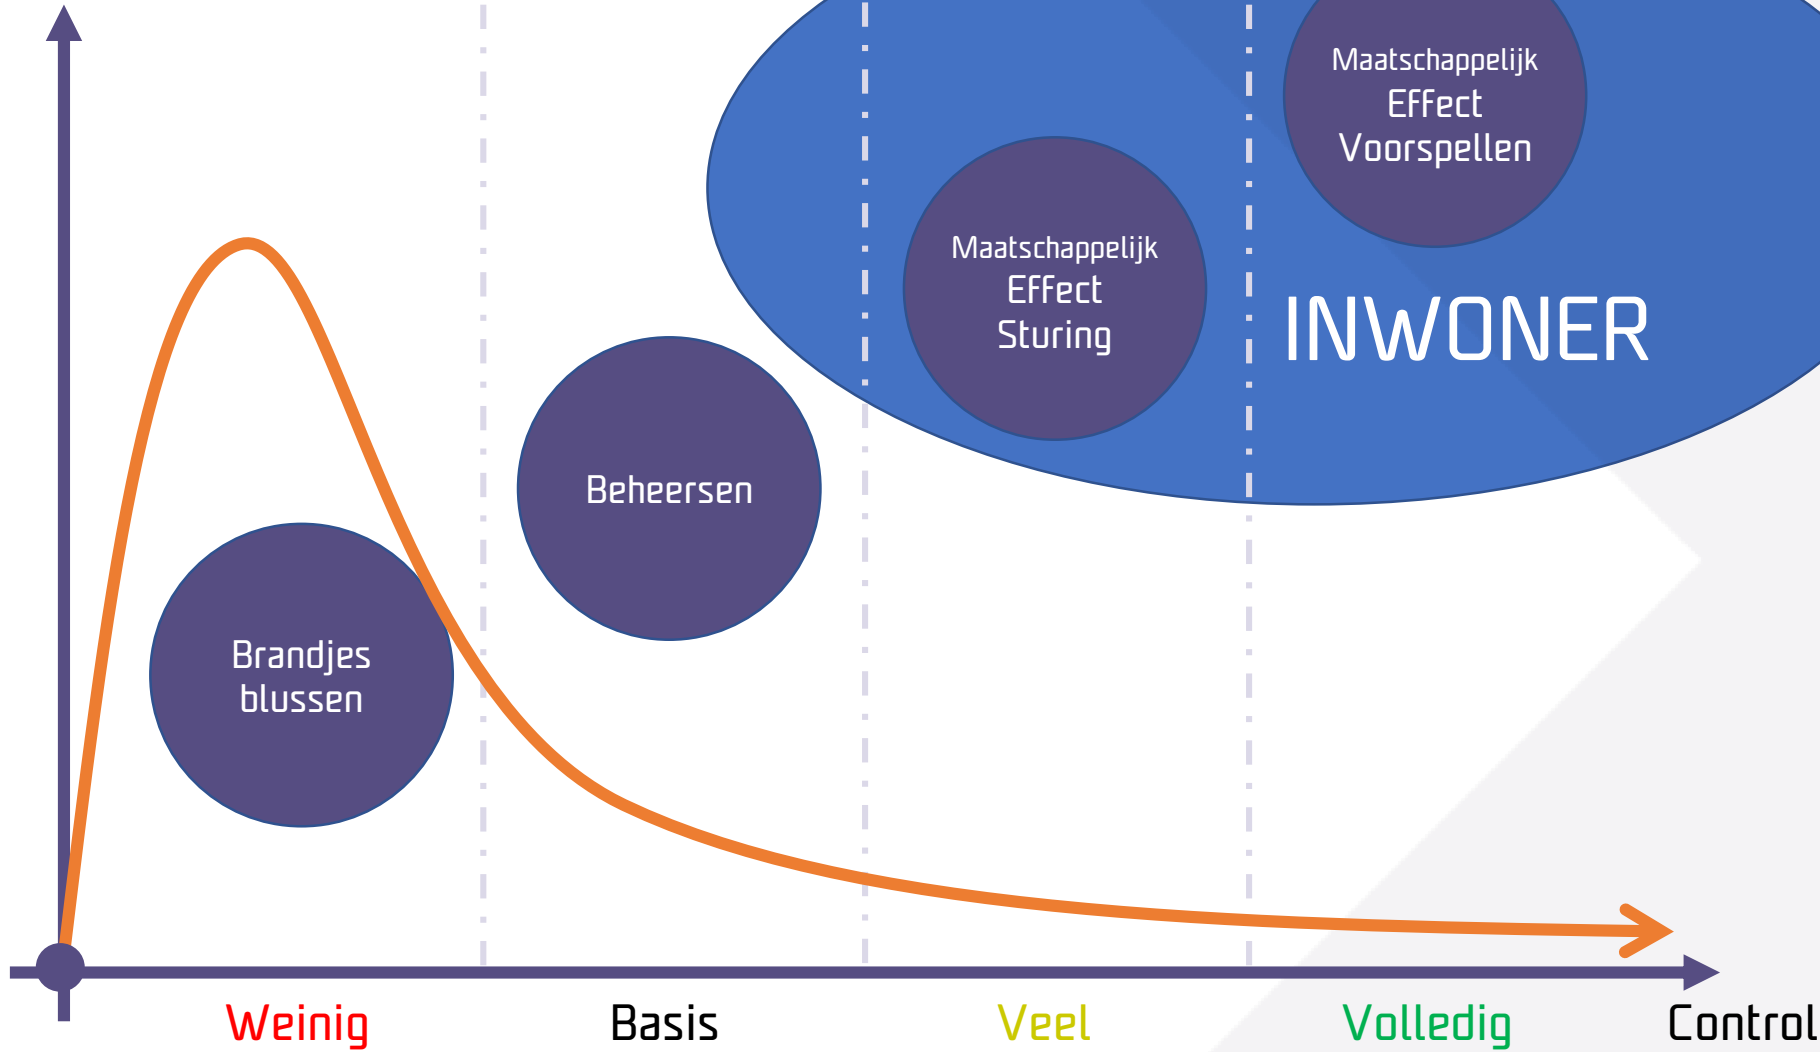 Maatschappelijk
Effect
Voorspellen
Maatschappelijk
Effect
Sturing
INWONER
Beheersen
Brandjes
blussen
Weinig
Basis
Veel
Volledig
Control